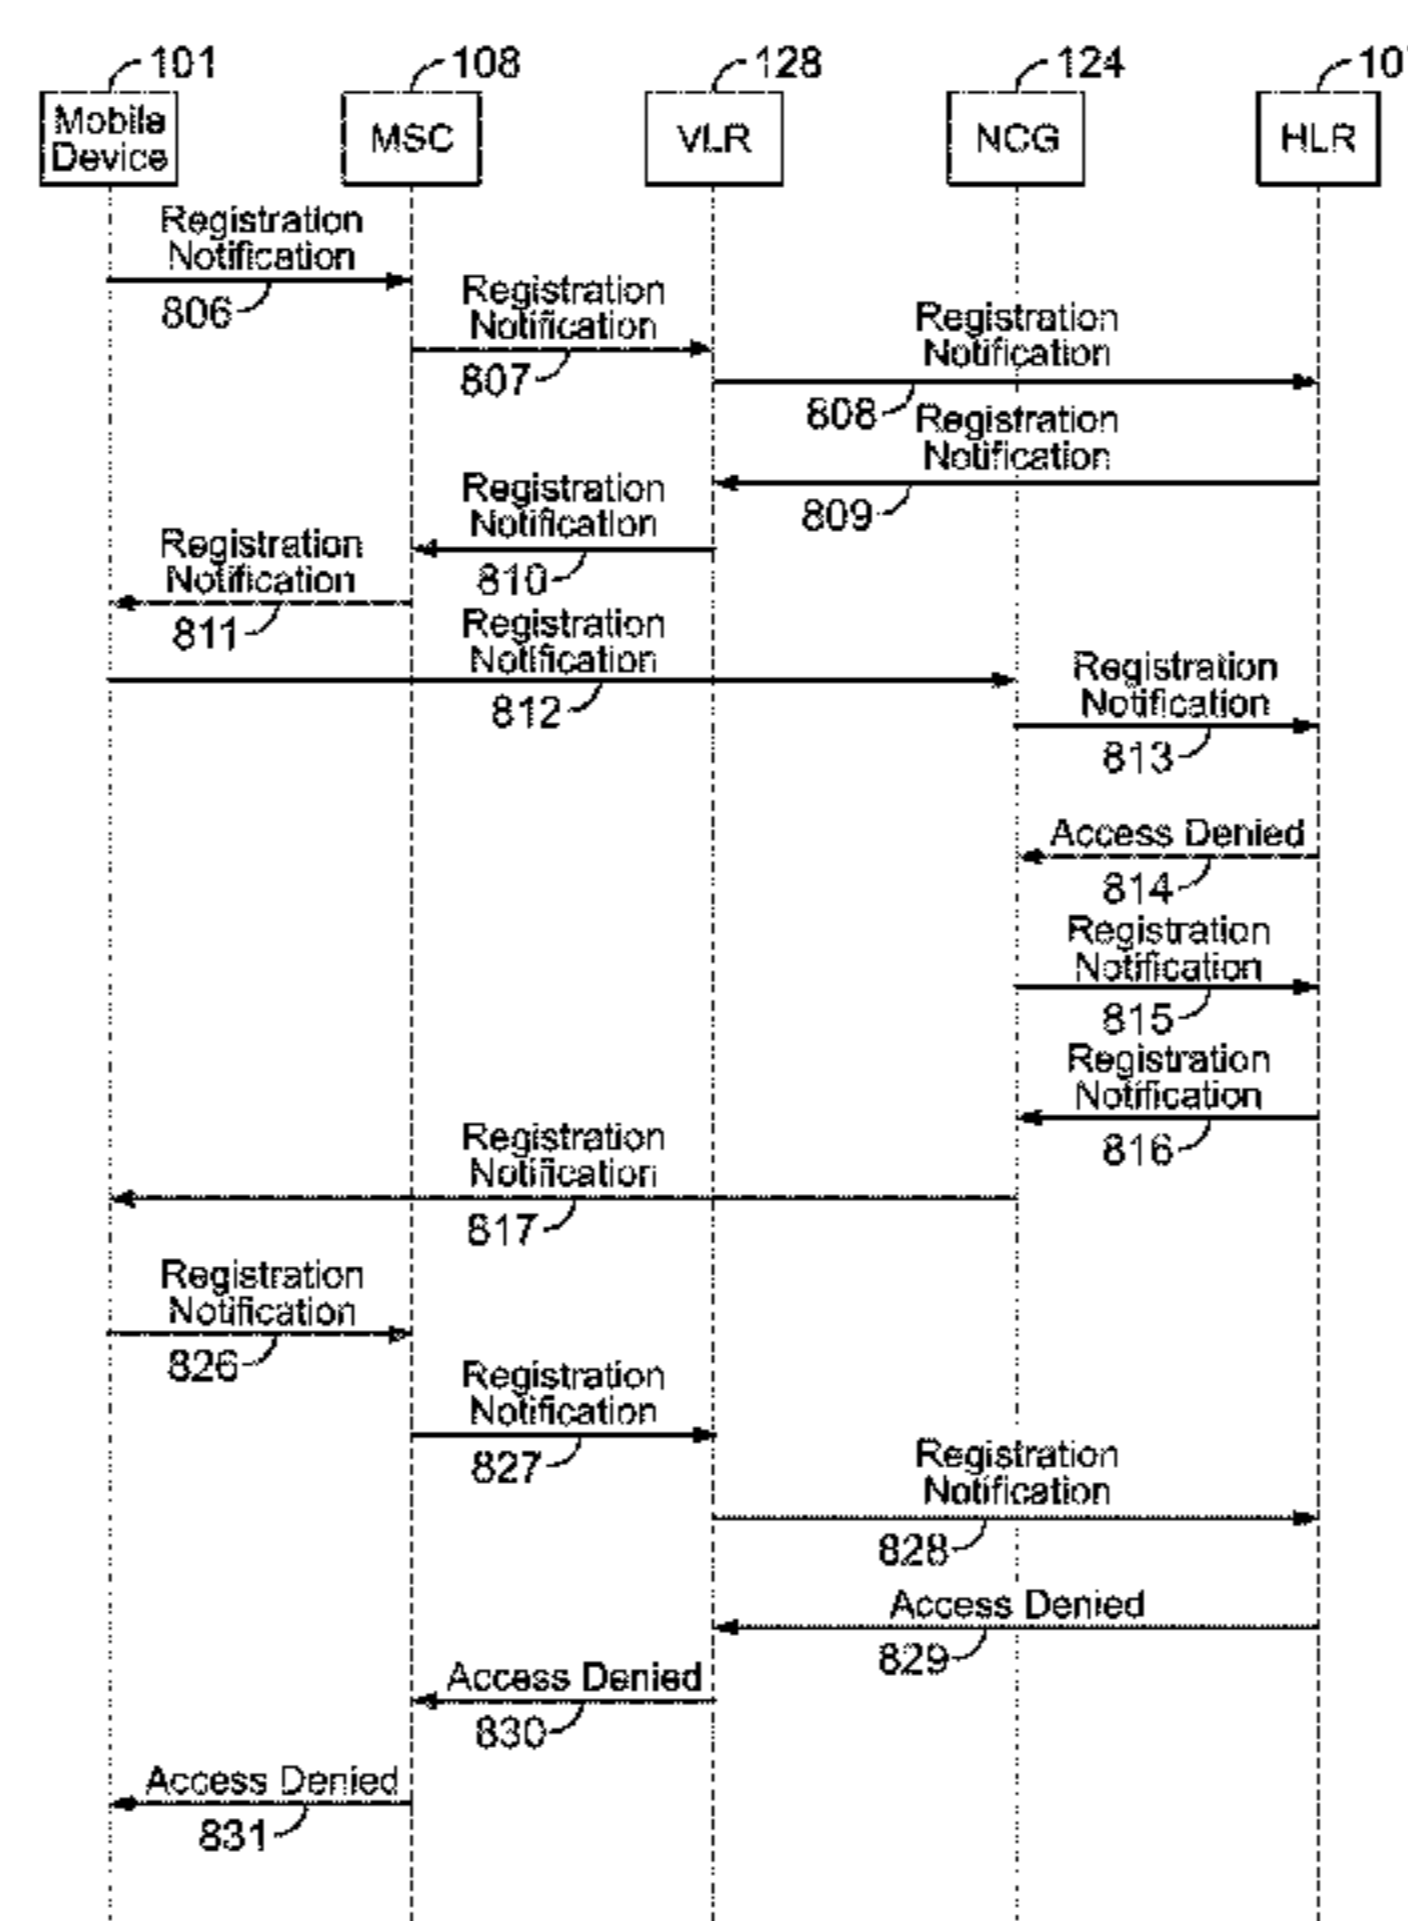 101
108
128
124
10
Mobile
Device
MSC
VLR
NCG
HLR
Registration
Notification
806
Registration
Notification
807
Registration
Notification
808
Registration
Notification
809
Registration
Notification
810
Registration
Notification
811
Registration
Notification
812
Registration
Notification
813
Access Denied
814
Registration
Notification
815
Registration
Notification
816
Registration
Notification
817
Registration
Notification
826
Registration
Notification
827
Registration
Notification
828
Access Denied
829
Access Denied
830
Access Denied
831